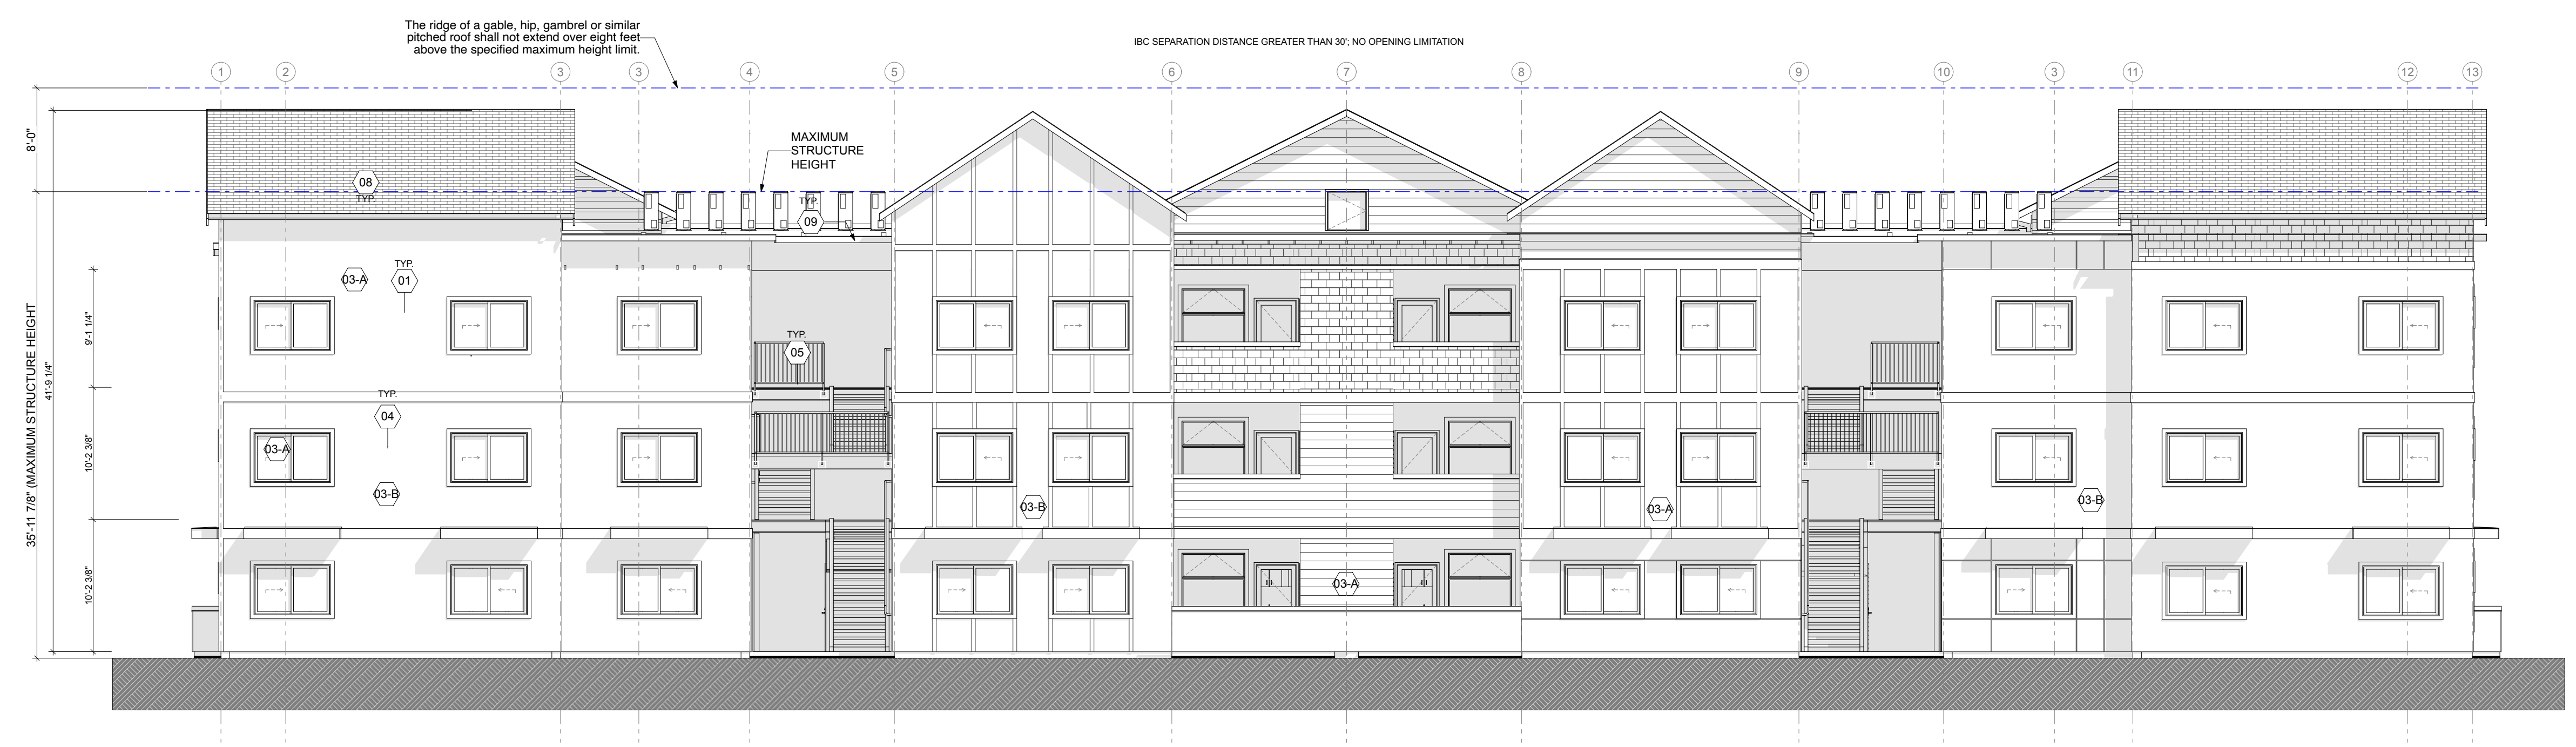 The ridge of a gable, hip, gambrel or similar
pitched roof shall not extend over eight feet
above the specified maximum height limit.
IBC SEPARATION DISTANCE GREATER THAN 30'; NO OPENING LIMITATION
1
2
3
3
4
5
6
7
8
9
10
3
11
12
13
8'-0"
MAXIMUM
STRUCTURE
HEIGHT
08
TYP.
TYP.
09
03-A
TYP.
01
TYP.
05
35'-11 7/8" (MAXIMUM STRUCTURE HEIGHT
41'-9 1/4"
9'-1 1/4"
10'-2 3/8"
10'-2 3/8"
TYP.
04
03-A
03-B
03-B
03-A
03-B
03-A